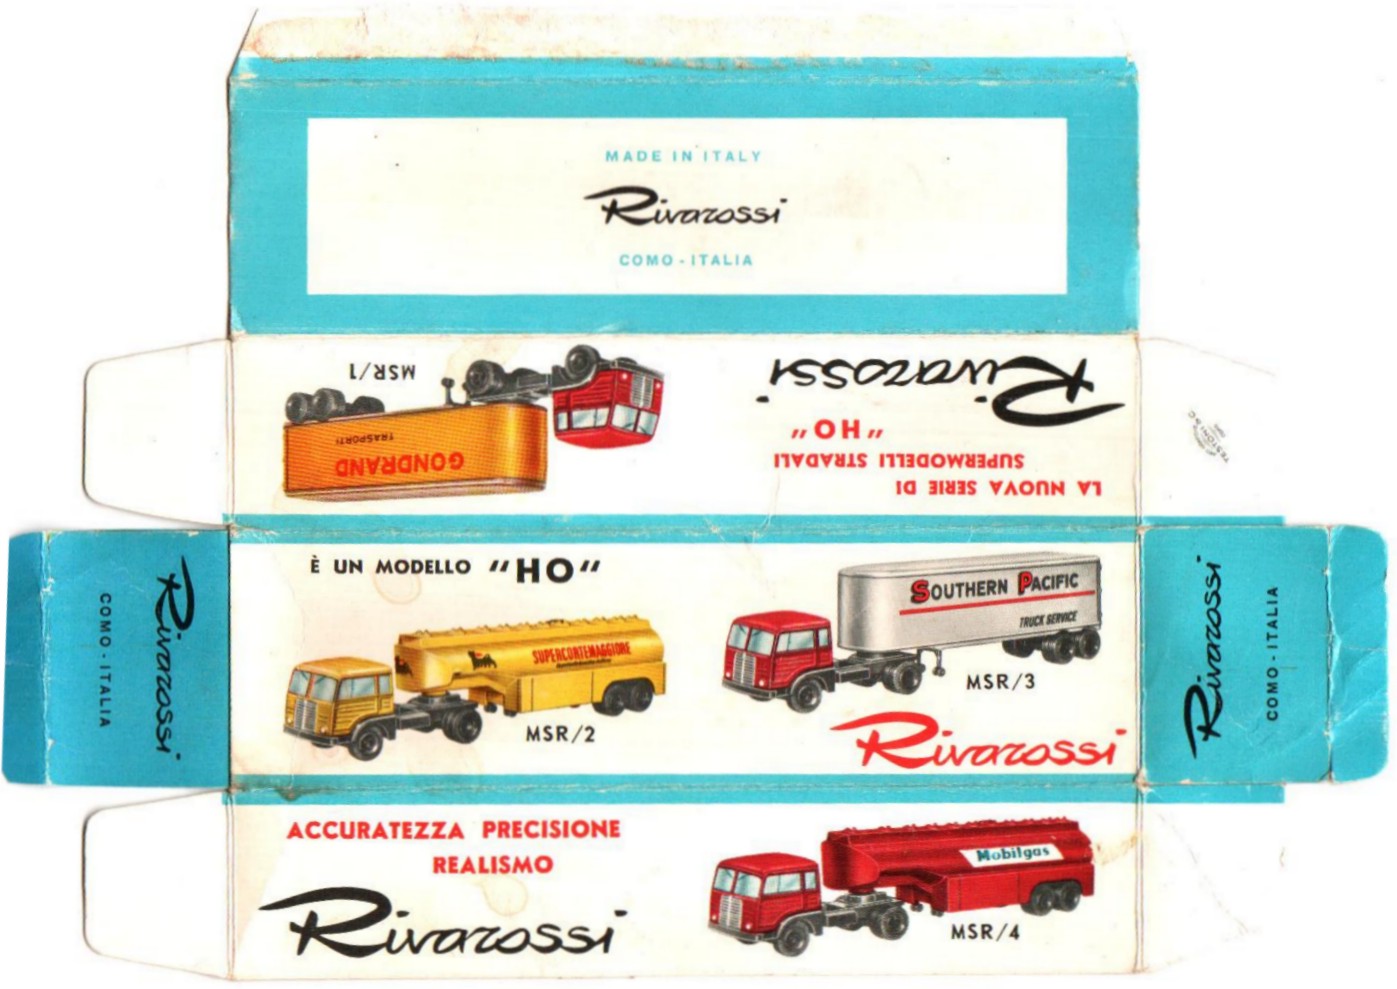 MADE IN ITALY
Rivarossi
COMO - ITALIA
MSR/1
GONDRAND
TRASPORTI
LA NUOVA SERIE DI
SUPERMODELLI STRADALI
"HO"
Rivarossi
Rivarossi
COMO - ITALIA
È UN MODELLO "HO"
SUPERCORTEMAGGIORE
MSR/2
SOUTHERN PACIFIC
TRUCK SERVICE
MSR/3
Rivarossi
Rivarossi
COMO - ITALIA
ACCURATEZZA PRECISIONE
REALISMO
Rivarossi
Mobilgas
MSR/4